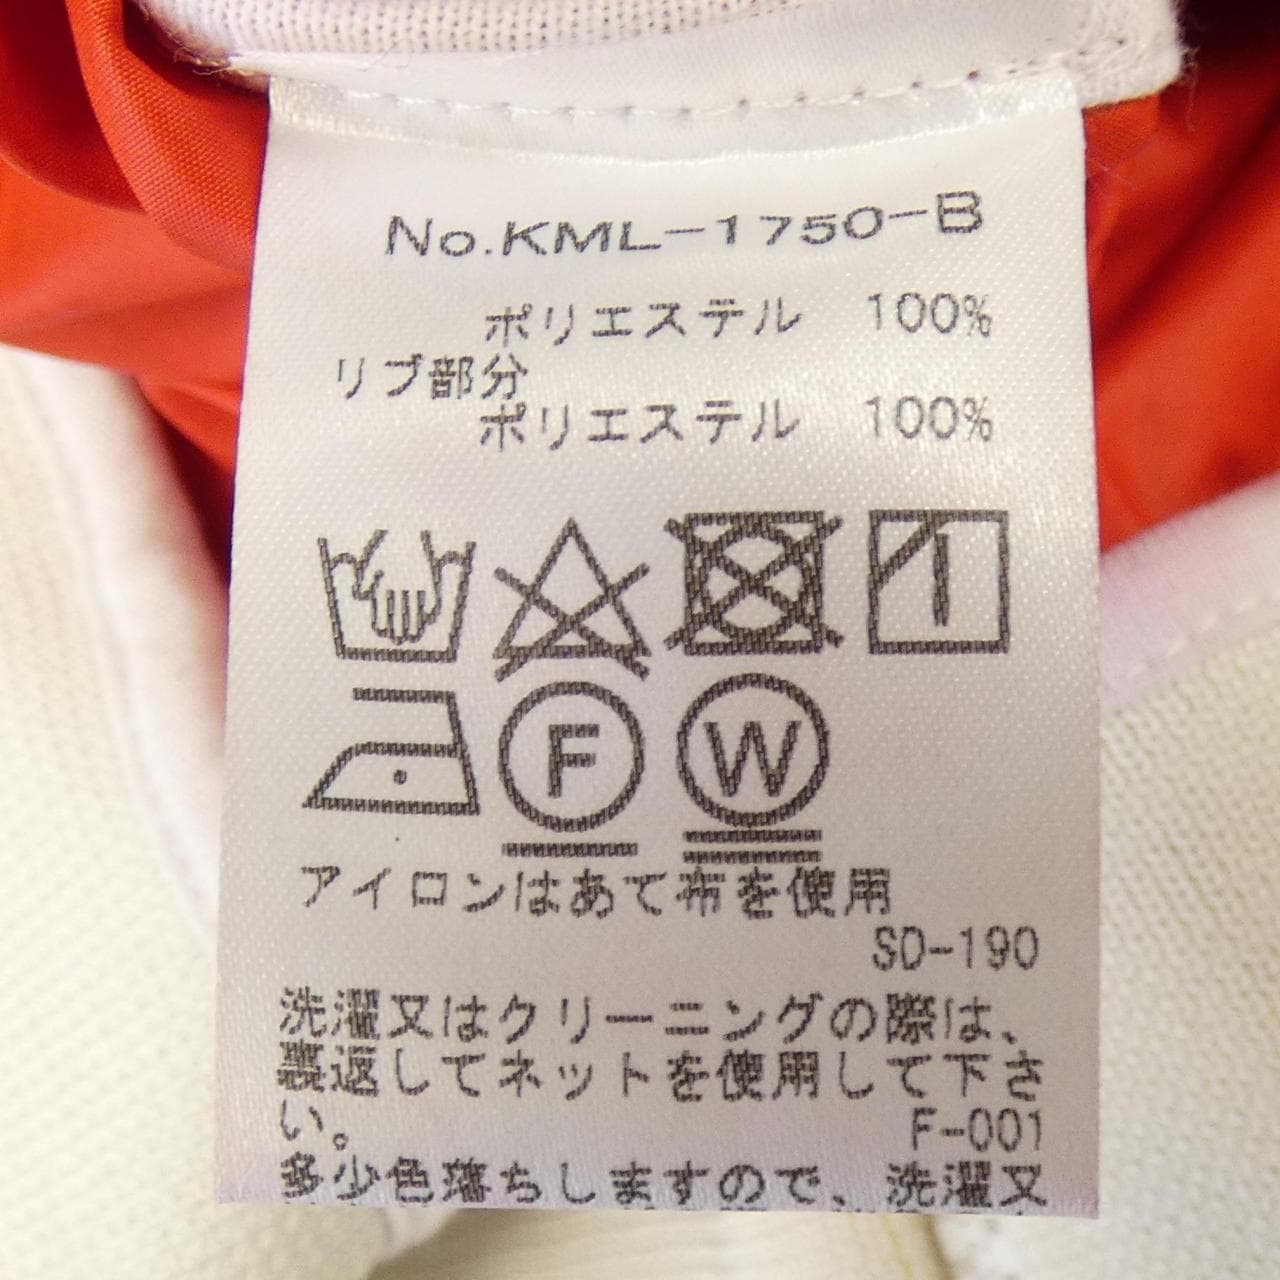 No.KML-1750-B
ポリエステル 100%
リブ部分
ポリエステル 100%
F W
アイロンはあて布を使用
SD-190
洗濯又はクリーニングの際は、
裏返してネットを使用して下さ
い。 F-001
多少色落ちしますので、洗濯又